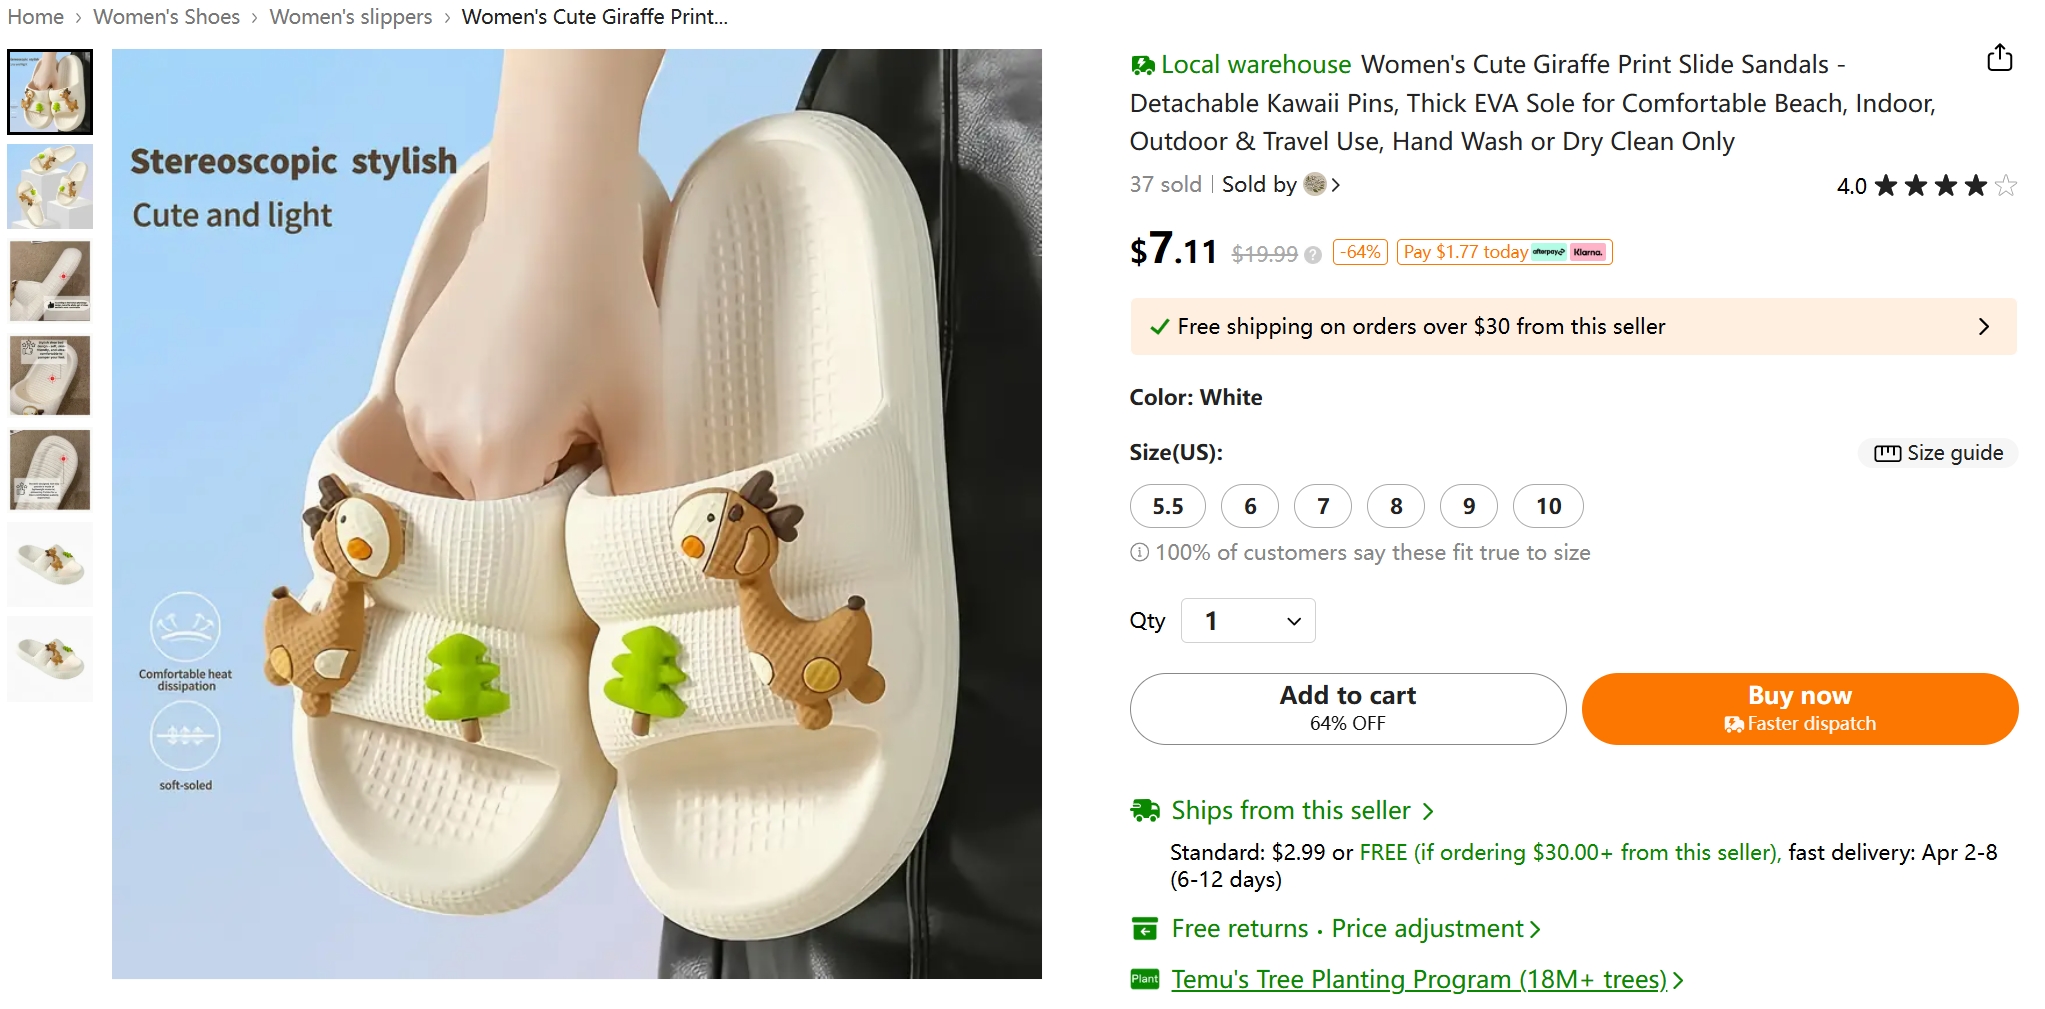 Home › Women's Shoes › Women's slippers › Women's Cute Giraffe Print...
Stereoscopic stylish
Cute and light
Comfortable heat
dissipation
soft-soled
Local warehouse Women's Cute Giraffe Print Slide Sandals -
Detachable Kawaii Pins, Thick EVA Sole for Comfortable Beach, Indoor,
Outdoor & Travel Use, Hand Wash or Dry Clean Only
37 sold | Sold by
4.0
$7.11 $19.99 ? -64% Pay $1.77 today afterpay Klarna.
Free shipping on orders over $30 from this seller
Color: White
Size(US):
Size guide
5.5 6 7 8 9 10
100% of customers say these fit true to size
Qty 1
Add to cart
64% OFF
Buy now
Faster dispatch
Ships from this seller
Standard: $2.99 or FREE (if ordering $30.00+ from this seller), fast delivery: Apr 2-8
(6-12 days)
Free returns · Price adjustment
Plant Temu's Tree Planting Program (18M+ trees)